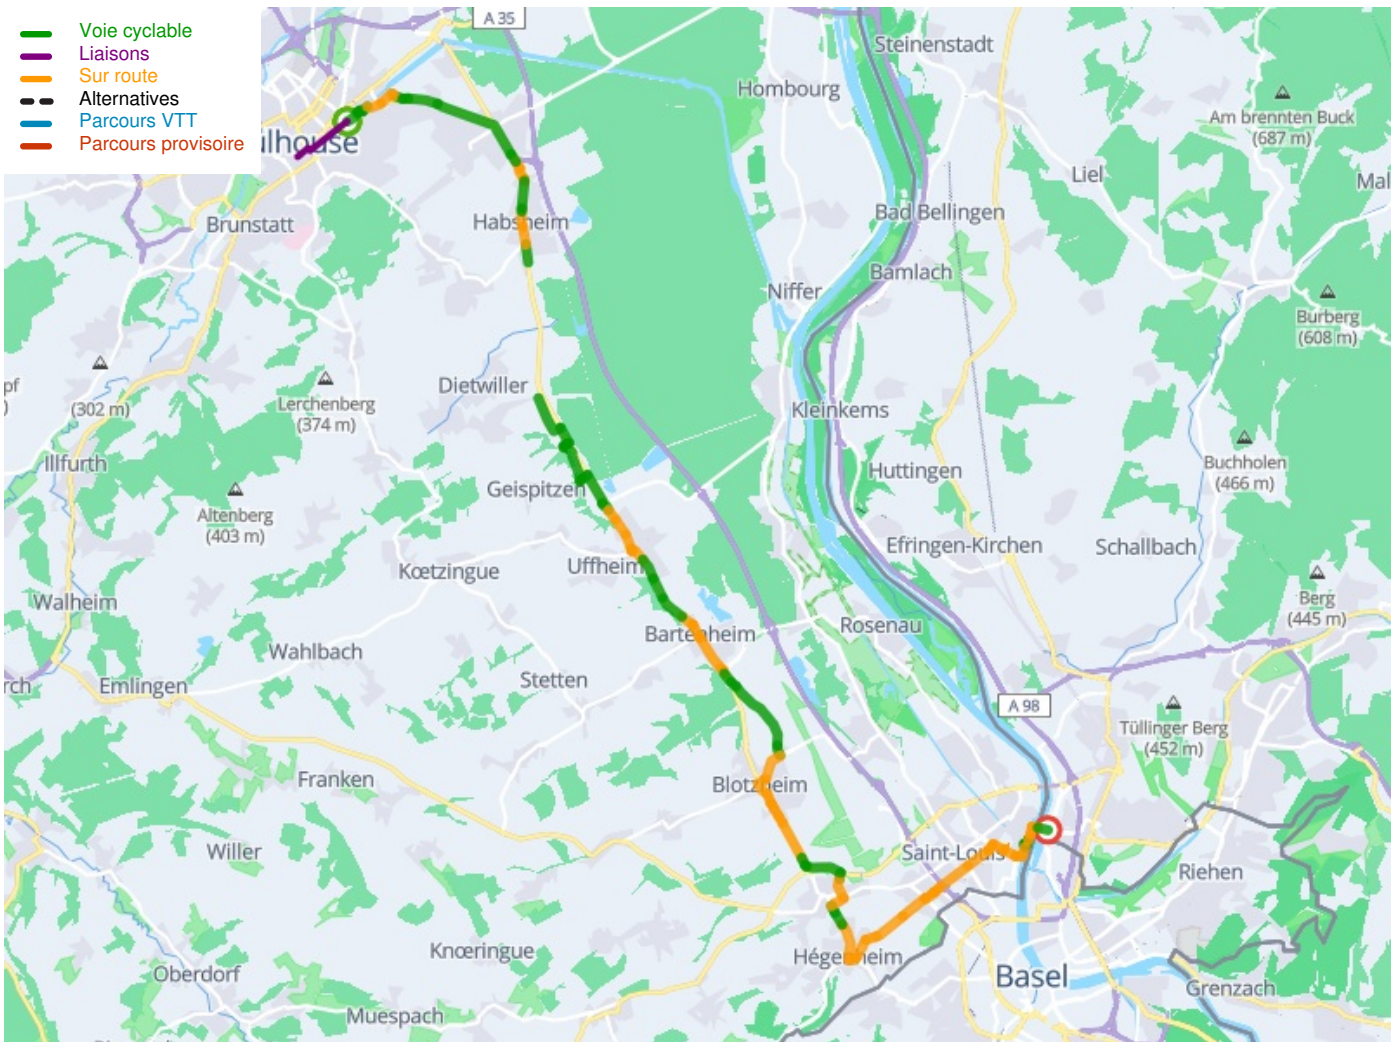 Voie cyclable
Liaisons
Sur route
Alternatives
Parcours VTT
Parcours provisoire
A 35
Steinenstadt
Hombourg
Am brennten Buck
(687 m)
ulhouse
Liel
Mal
Brunstatt
Habsheim
Bad Bellingen
Bamlach
Niffer
Burberg
(608 m)
pf
)
(302 m)
Dietwiller
Lerchenberg
(374 m)
Kleinkems
Illfurth
Huttingen
Buchholen
(466 m)
Geispitzen
Altenberg
(403 m)
Efringen-Kirchen
Schallbach
Uffheim
Kœtzingue
Walheim
Berg
(445 m)
Bartenheim
Rosenau
Wahlbach
Stetten
rch
Emlingen
A 98
Tüllinger Berg
(452 m)
Franken
Blotzheim
Willer
Saint-Louis
Riehen
Knœringue
Hégenheim
Oberdorf
Basel
Grenzach
Muespach